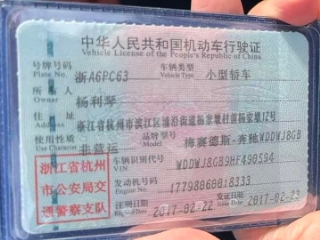 中华人民共和国机动车行驶证
Vehicle License of the People's Republic of China
号牌号码 浙A6PC63 车辆类型 小型轿车
Plate No. Vehicle Type
所有人 杨利琴
住址 浙江省杭州市滨江区浦沿街道杨家墩社区杨家墩12号
使用性质 非营运 品牌型号 梅赛德斯-奔驰WDDWJ8GB
浙江省杭州
市公安局交
通警察支队
车辆识别代号 WDDWJ8GB9HF490594
VIN
发动机号码 17798060018333
Engine No.
注册日期 2017-02-22 发证日期 2017-02-23
Register Date Issue Date